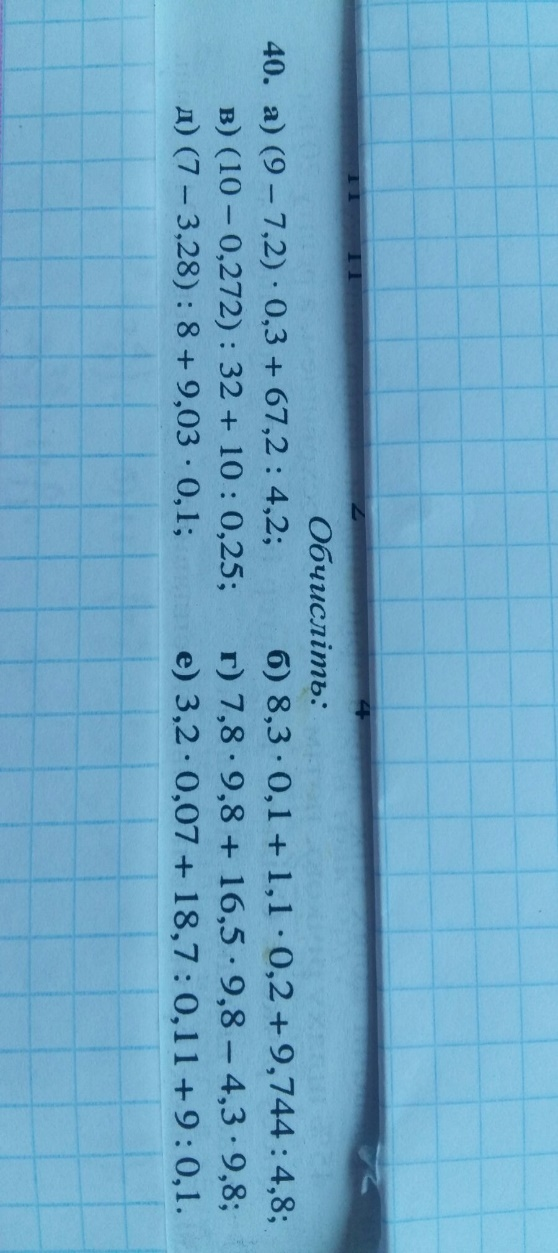 Обчисліть:
40. а) (9 – 7,2) · 0,3 + 67,2 : 4,2; б) 8,3 · 0,1 + 1,1 · 0,2 + 9,744 : 4,8;
в) (10 – 0,272) : 32 + 10 : 0,25; г) 7,8 · 9,8 + 16,5 · 9,8 – 4,3 · 9,8;
д) (7 – 3,28) : 8 + 9,03 · 0,1; е) 3,2 · 0,07 + 18,7 : 0,11 + 9 : 0,1.